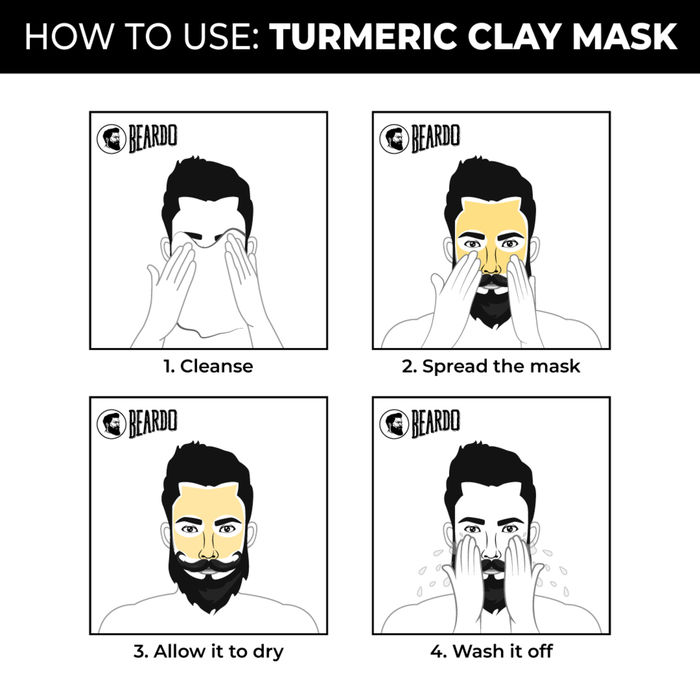 HOW TO USE: TURMERIC CLAY MASK
BEARDO
BEARDO
1. Cleanse
2. Spread the mask
BEARDO
BEARDO
3. Allow it to dry
4. Wash it off